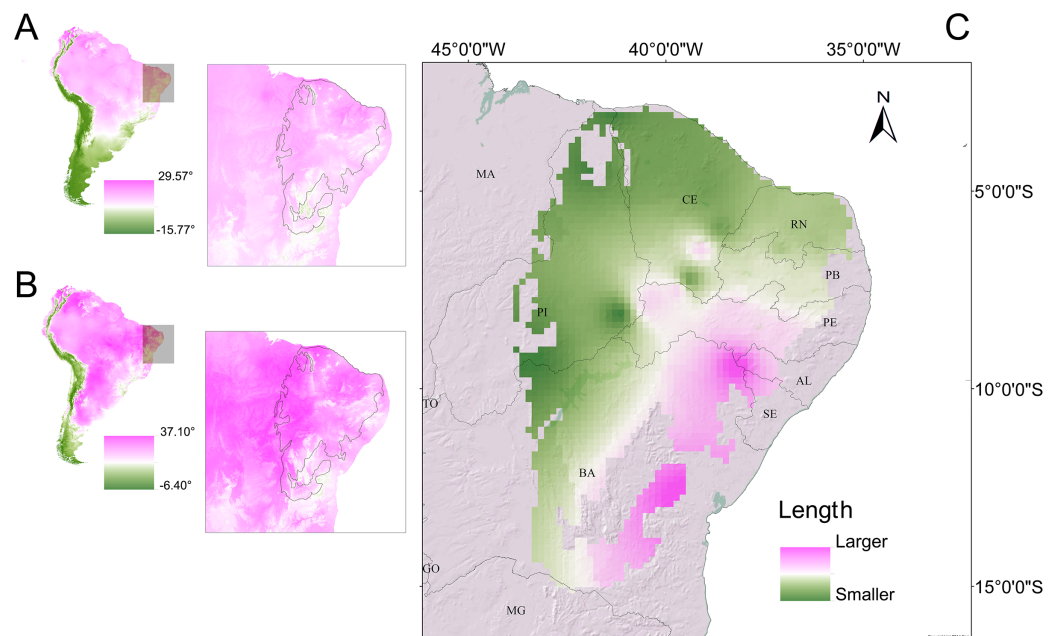 A
29.57°
-15.77°
B
37.10°
-6.40°
C
45°0'0"W
40°0'0"W
35°0'0"W
N
MA
CE
5°0'0"S
RN
PB
PI
PE
AL
10°0'0"S
TO
SE
BA
Length
Larger
Smaller
GO
15°0'0"S
MG